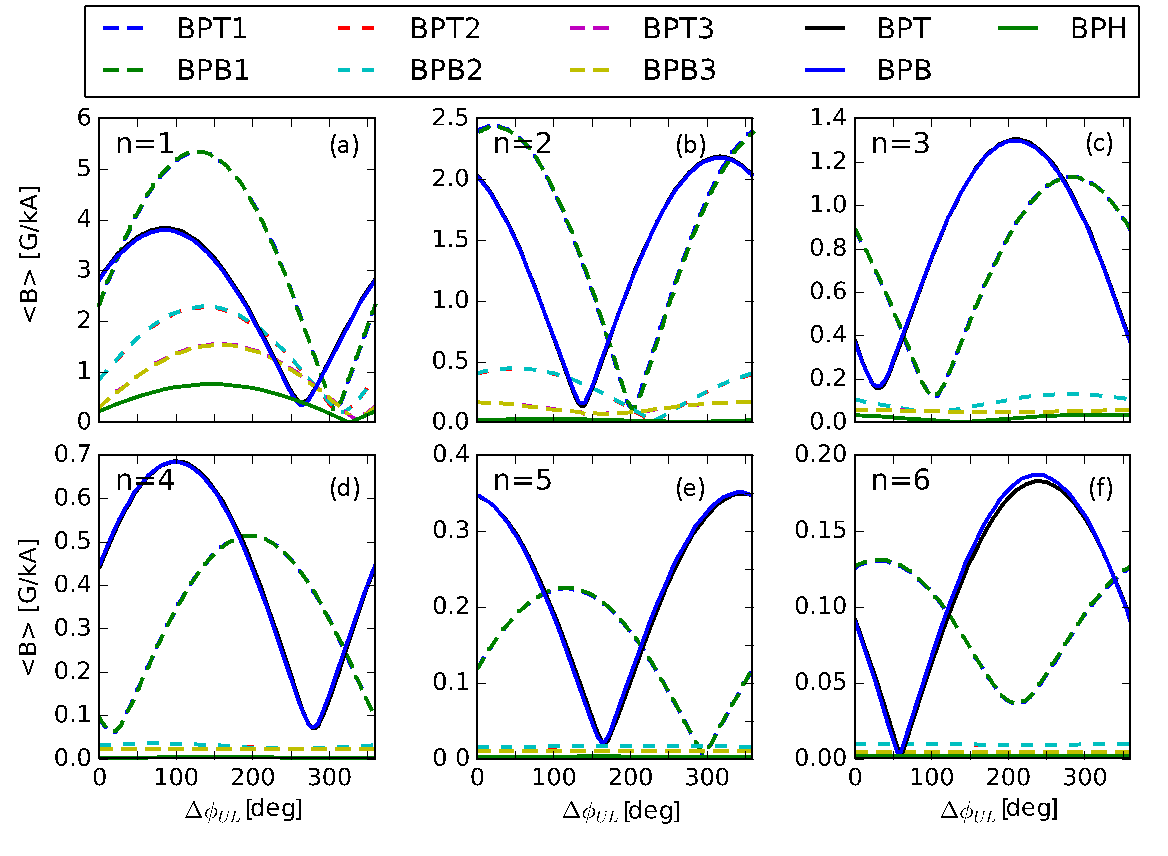 BPT1 BPT2 BPT3 BPT BPH
BPB1 BPB2 BPB3 BPB
n=1 (a)
6
5
4
3
2
1
0
<B> [G/kA]
n=2 (b)
2.5
2.0
1.5
1.0
0.5
0.0
n=3 (c)
1.4
1.2
1.0
0.8
0.6
0.4
0.2
0.0
n=4 (d)
0.7
0.6
0.5
0.4
0.3
0.2
0.1
0.0
<B> [G/kA]
0 100 200 300
Δϕ_UL [deg]
n=5 (e)
0.4
0.3
0.2
0.1
0.0
0 100 200 300
Δϕ_UL [deg]
n=6 (f)
0.20
0.15
0.10
0.05
0.00
0 100 200 300
Δϕ_UL [deg]